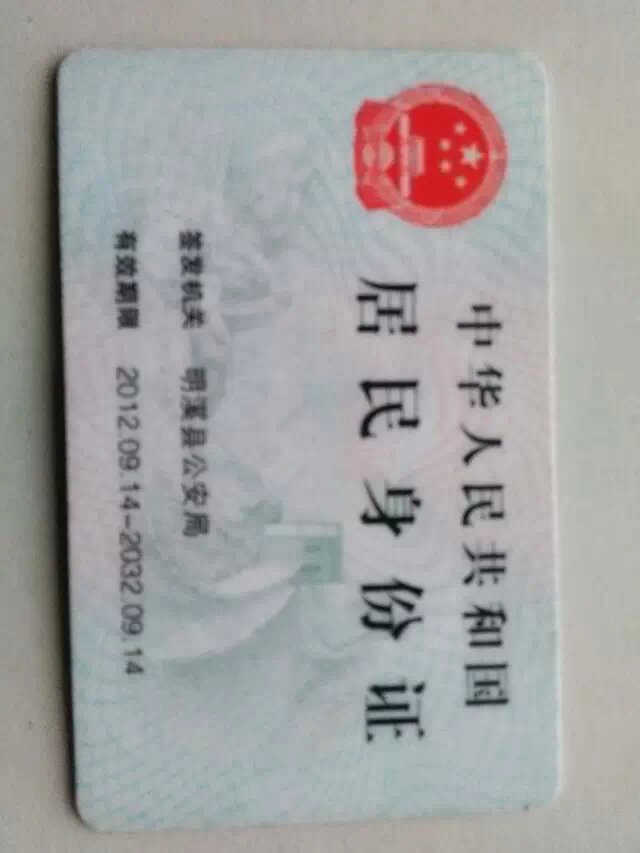 中华人民共和国
居民身份证
签发机关 明溪县公安局
有效期限 2012.09.14-2032.09.14